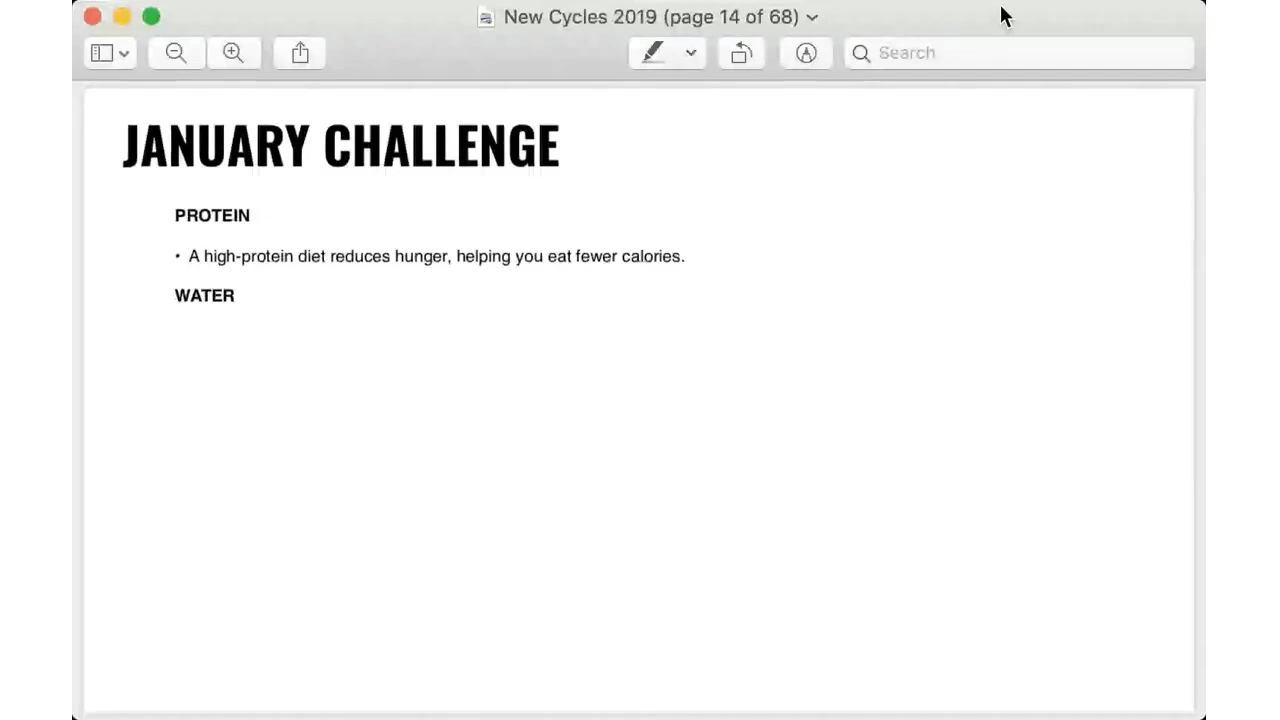 New Cycles 2019 (page 14 of 68)
Search
JANUARY CHALLENGE
PROTEIN
• A high-protein diet reduces hunger, helping you eat fewer calories.
WATER